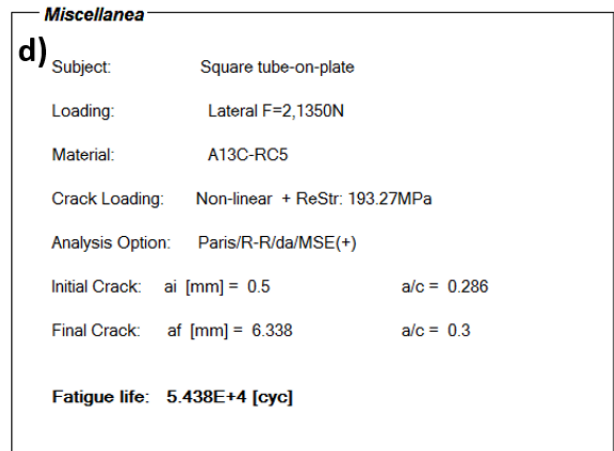 Miscellanea
d)
Subject: Square tube-on-plate
Loading: Lateral F=2,1350N
Material: A13C-RC5
Crack Loading: Non-linear + ReStr: 193.27MPa
Analysis Option: Paris/R-R/da/MSE(+)
Initial Crack: ai [mm] = 0.5 a/c = 0.286
Final Crack: af [mm] = 6.338 a/c = 0.3
Fatigue life: 5.438E+4 [cyc]